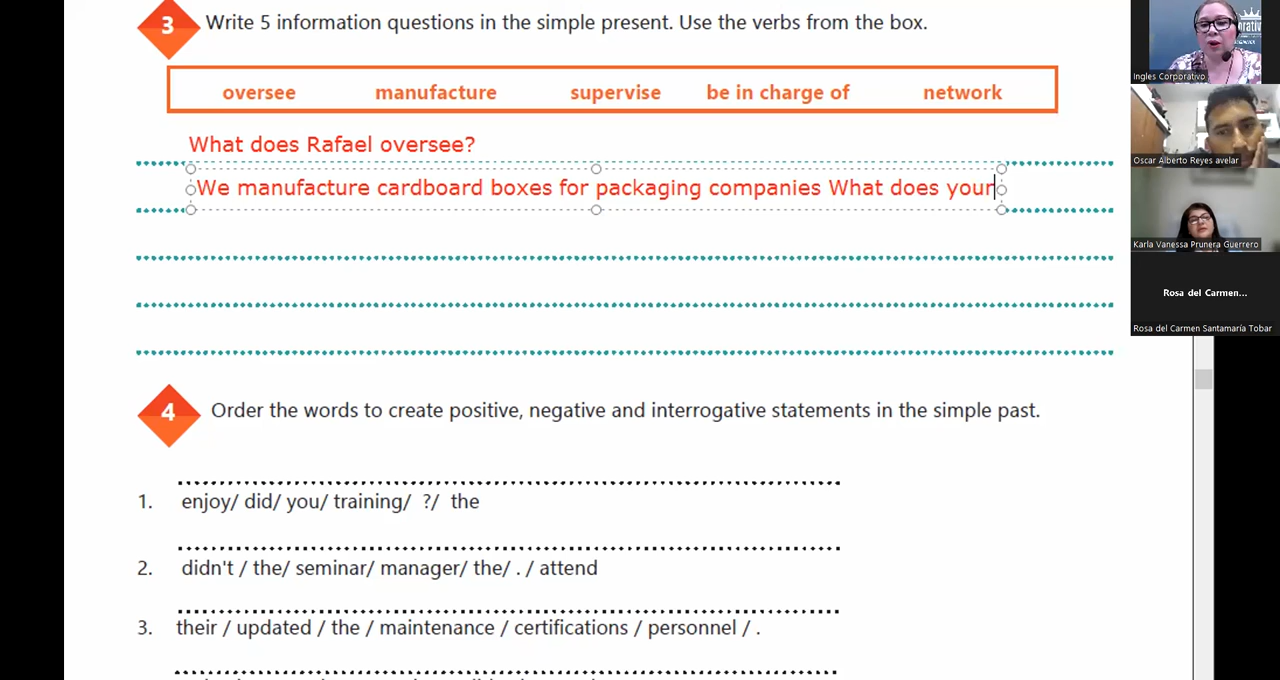 3 Write 5 information questions in the simple present. Use the verbs from the box.
oversee manufacture supervise be in charge of network
What does Rafael oversee?
We manufacture cardboard boxes for packaging companies What does your
4 Order the words to create positive, negative and interrogative statements in the simple past.
1. enjoy/ did/ you/ training/ ?/ the
2. didn't / the/ seminar/ manager/ the/ . / attend
3. their / updated / the / maintenance / certifications / personnel / .
Ingles Corporativo
Oscar Alberto Reyes avelar
Karla Vanessa Prunera Guerrero
Rosa del Carmen...
Rosa del Carmen Santamaría Tobar